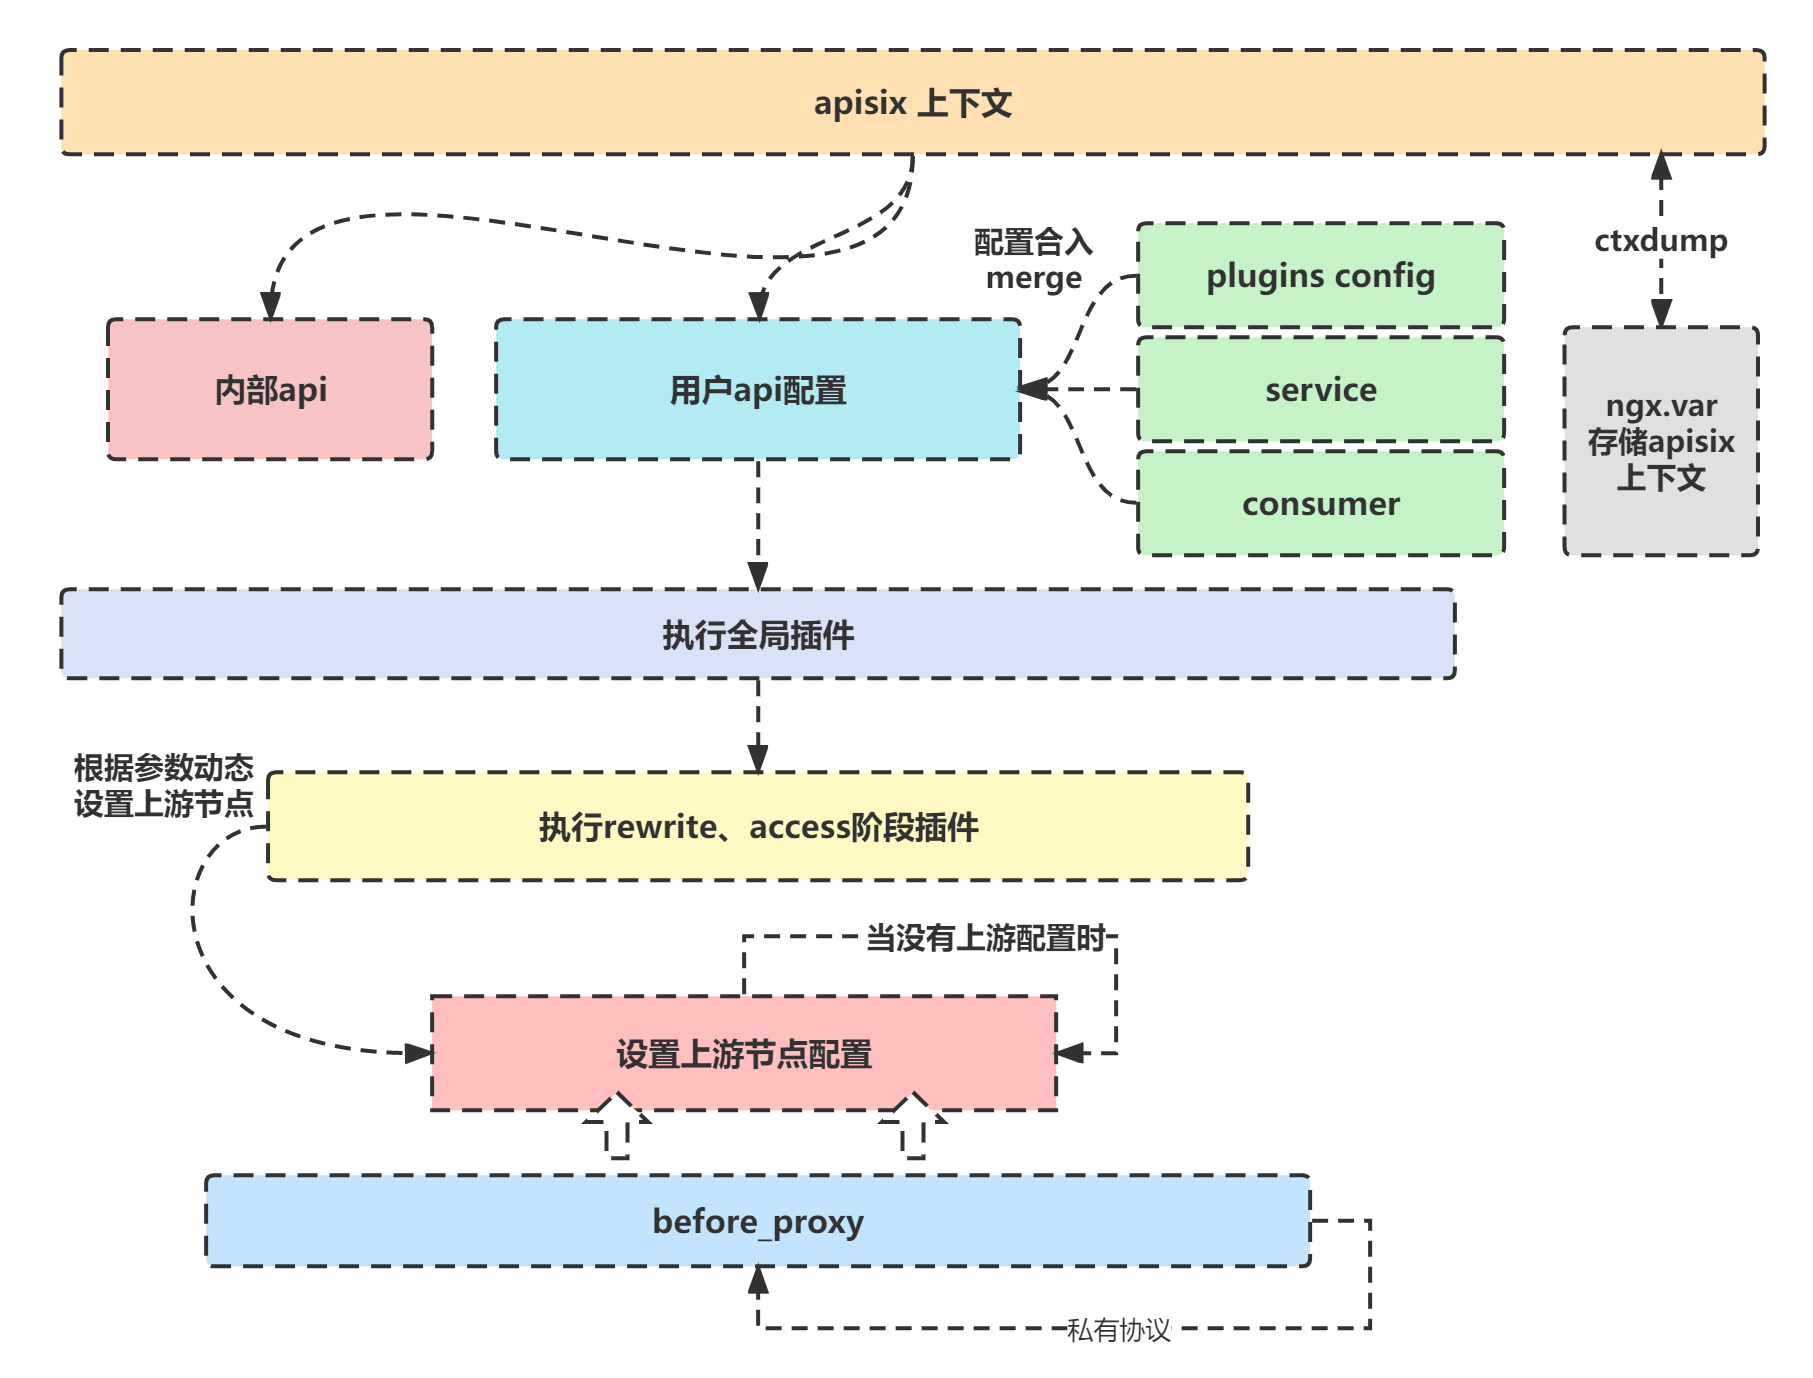 apisix 上下文
配置合入
merge
plugins config
ctxdump
内部api
用户api配置
service
ngx.var
存储apisix
上下文
consumer
执行全局插件
根据参数动态
设置上游节点
执行rewrite、access阶段插件
当没有上游配置时
设置上游节点配置
before_proxy
私有协议